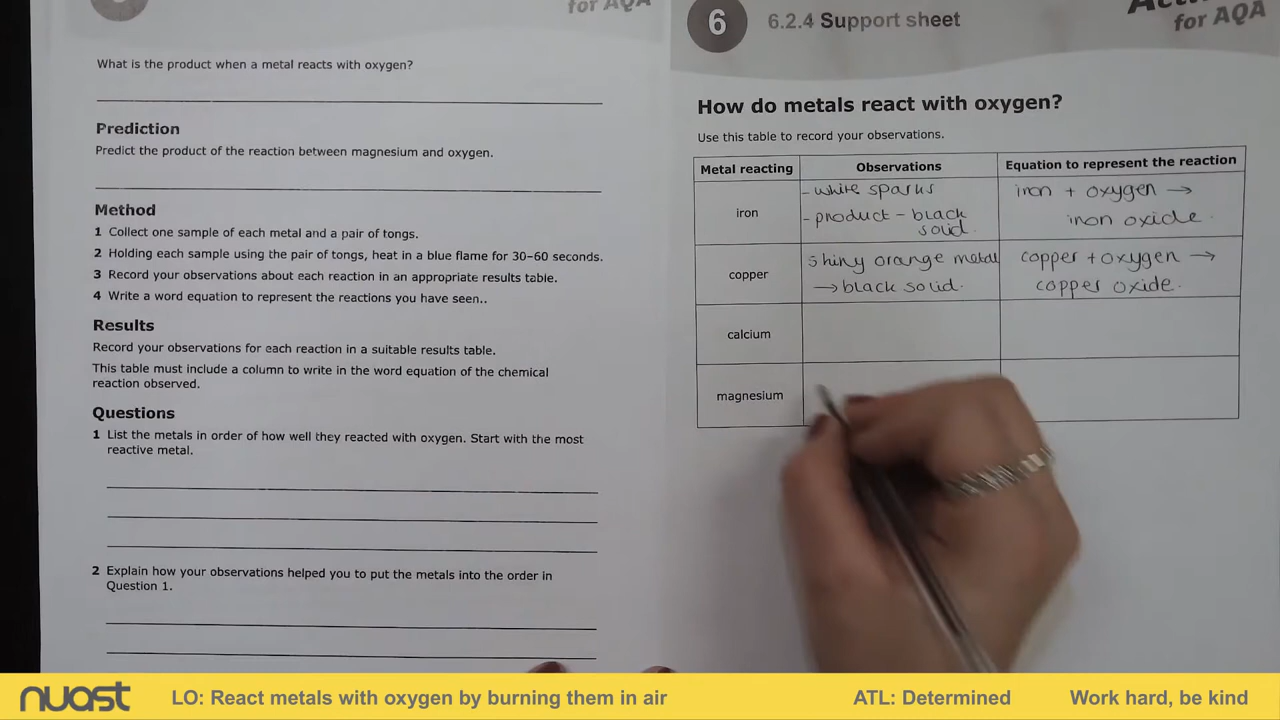 for AQA
What is the product when a metal reacts with oxygen?
Prediction
Predict the product of the reaction between magnesium and oxygen.
Method
1 Collect one sample of each metal and a pair of tongs.
2 Holding each sample using the pair of tongs, heat in a blue flame for 30–60 seconds.
3 Record your observations about each reaction in an appropriate results table.
4 Write a word equation to represent the reactions you have seen..
Results
Record your observations for each reaction in a suitable results table.
This table must include a column to write in the word equation of the chemical
reaction observed.
Questions
1 List the metals in order of how well they reacted with oxygen. Start with the most
reactive metal.
2 Explain how your observations helped you to put the metals into the order in
Question 1.
6
6.2.4 Support sheet
for AQA
How do metals react with oxygen?
Use this table to record your observations.
Metal reacting Observations Equation to represent the reaction
iron
- white sparks
- product - black
solid.
iron + oxygen →
iron oxide.
copper
shiny orange metal
→ black solid.
copper + oxygen →
copper oxide.
calcium
magnesium
nuast
LO: React metals with oxygen by burning them in air
ATL: Determined
Work hard, be kind